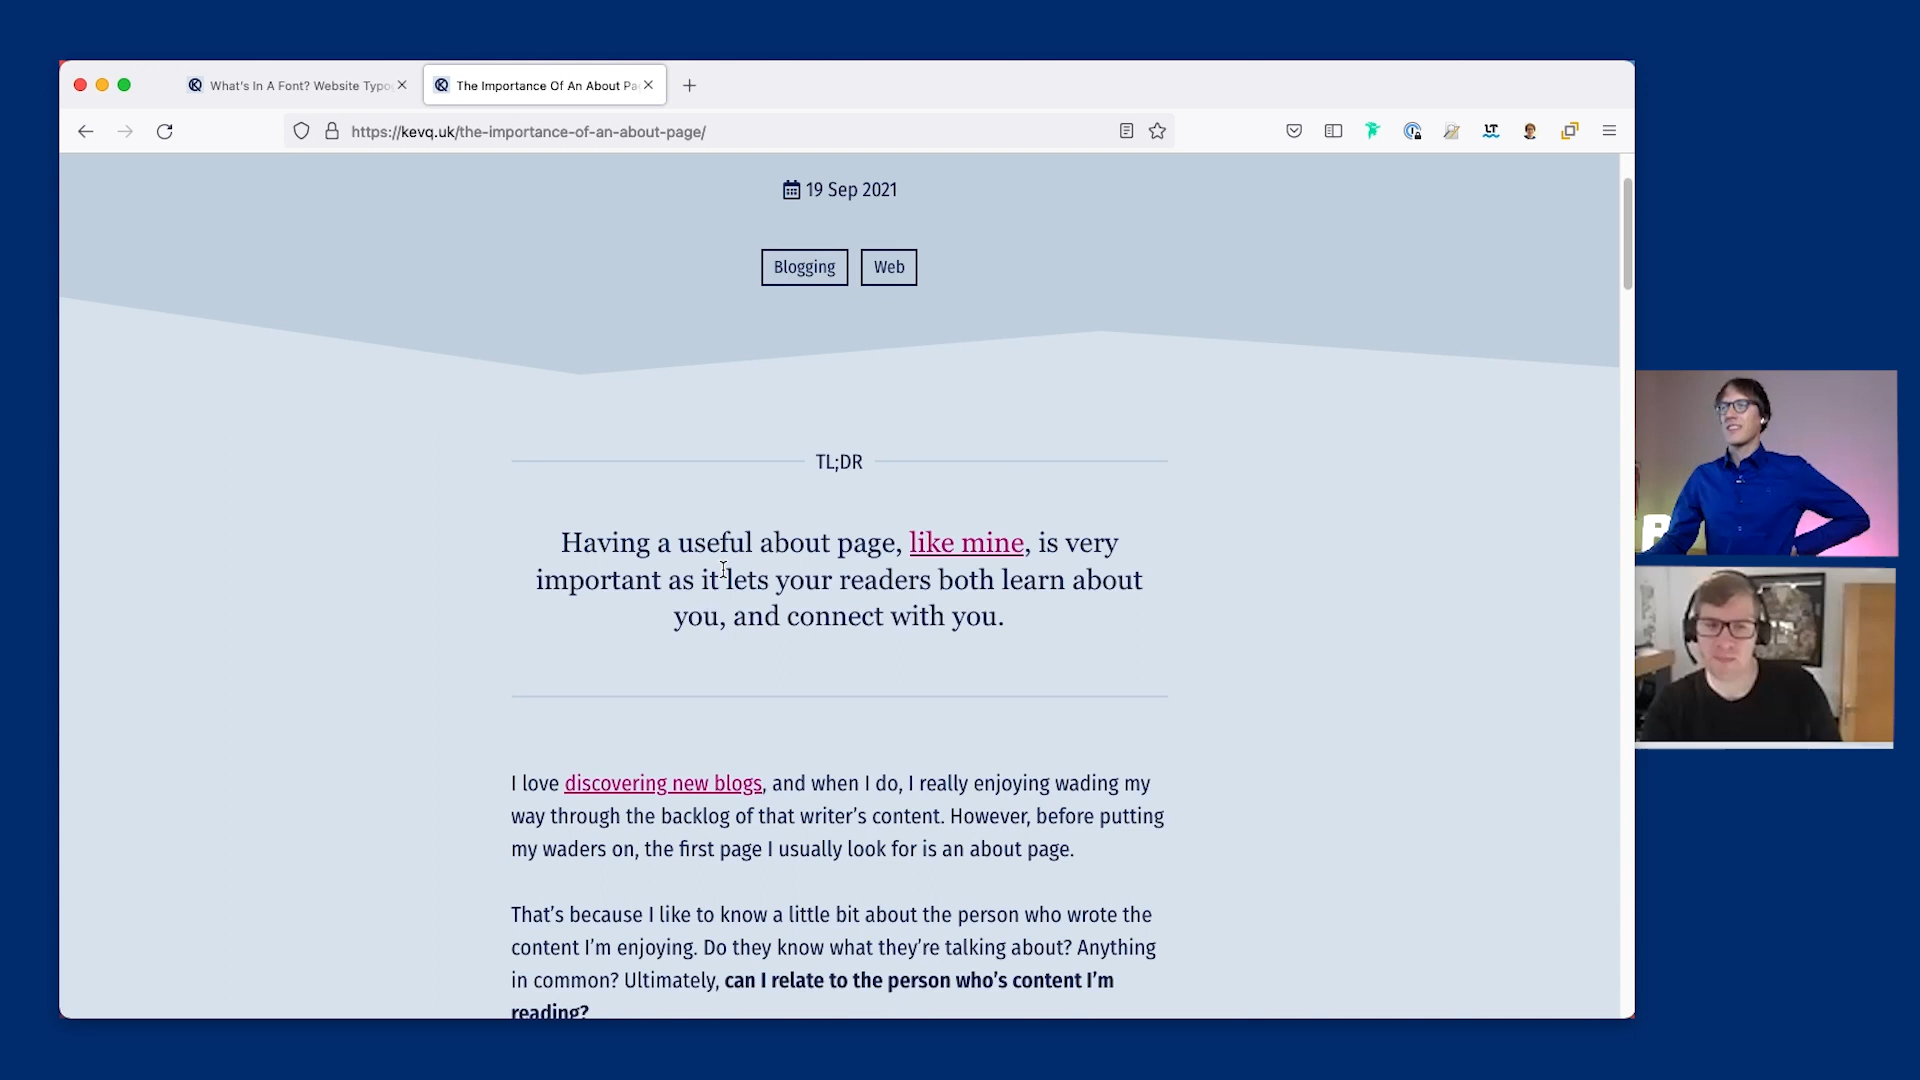 What's In A Font? Website Typo
The Importance Of An About Pa
https://kevq.uk/the-importance-of-an-about-page/
LT
19 Sep 2021
Blogging
Web
TL;DR
Having a useful about page, like mine, is very
important as it lets your readers both learn about
you, and connect with you.
I love discovering new blogs, and when I do, I really enjoying wading my
way through the backlog of that writer's content. However, before putting
my waders on, the first page I usually look for is an about page.
That's because I like to know a little bit about the person who wrote the
content I'm enjoying. Do they know what they're talking about? Anything
in common? Ultimately, can I relate to the person who's content I'm
reading?